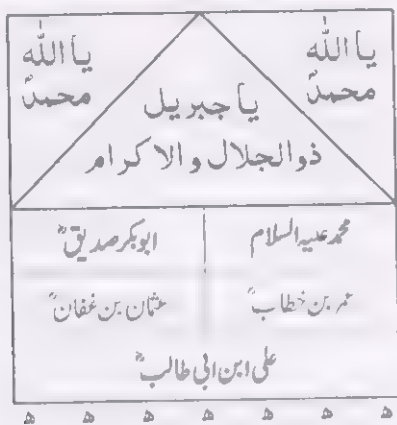 یا اللہ
محمدؐ
یا اللہ
محمدؐ
یا جبریل
ذوالجلال والاکرام
محمد علیہ السلام
ابوبکر صدیقؓ
عمر بن خطابؓ
عثمان بن غفانؓ
علی ابن ابی طالبؓ
ھ ھ ھ ھ ھ ھ ھ